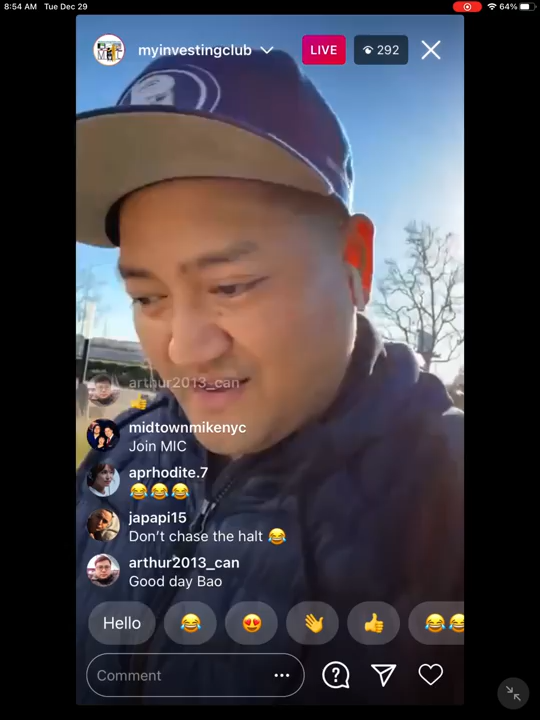 8:54 AM Tue Dec 29
64%
myinvestingclub
LIVE
292
arthur2013_can
👍
midtownmikenyc
Join MIC
aprhodite.7
😂😂😂
japapi15
Don't chase the halt 😂
arthur2013_can
Good day Bao
Hello 😂 😍 👋 👍 😂😂
Comment